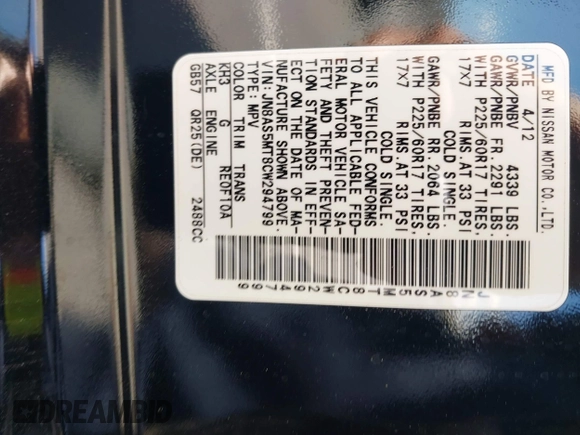 MFD BY NISSAN MOTOR CO.,LTD.
DATE 4/12
GVWR/PNBV 4339 LBS.
GAWR/PNBE FR.2291 LBS.
WITH P225/60R17 TIRES.
17X7 RIMS.AT 33 PSI
COLD SINGLE.
GAWR/PNBE RR.2064 LBS.
WITH P225/60R17 TIRES.
17X7 RIMS.AT 33 PSI
COLD SINGLE.
THIS VEHICLE CONFORMS
TO ALL APPLICABLE FED-
ERAL MOTOR VEHICLE SA-
FETY AND THEFT PREVEN-
TION STANDARDS IN EFF-
ECT ON THE DATE OF MA-
NUFACTURE SHOWN ABOVE.
VIN:JN8AS5MT8CW294799
TYPE:MPV
COLOR TRIM TRANS
KH3 G RE0F10A
AXLE ENGINE
GB57 QR25(DE) 2488CC
JN8AS5MT8CW294799
DREAMBID